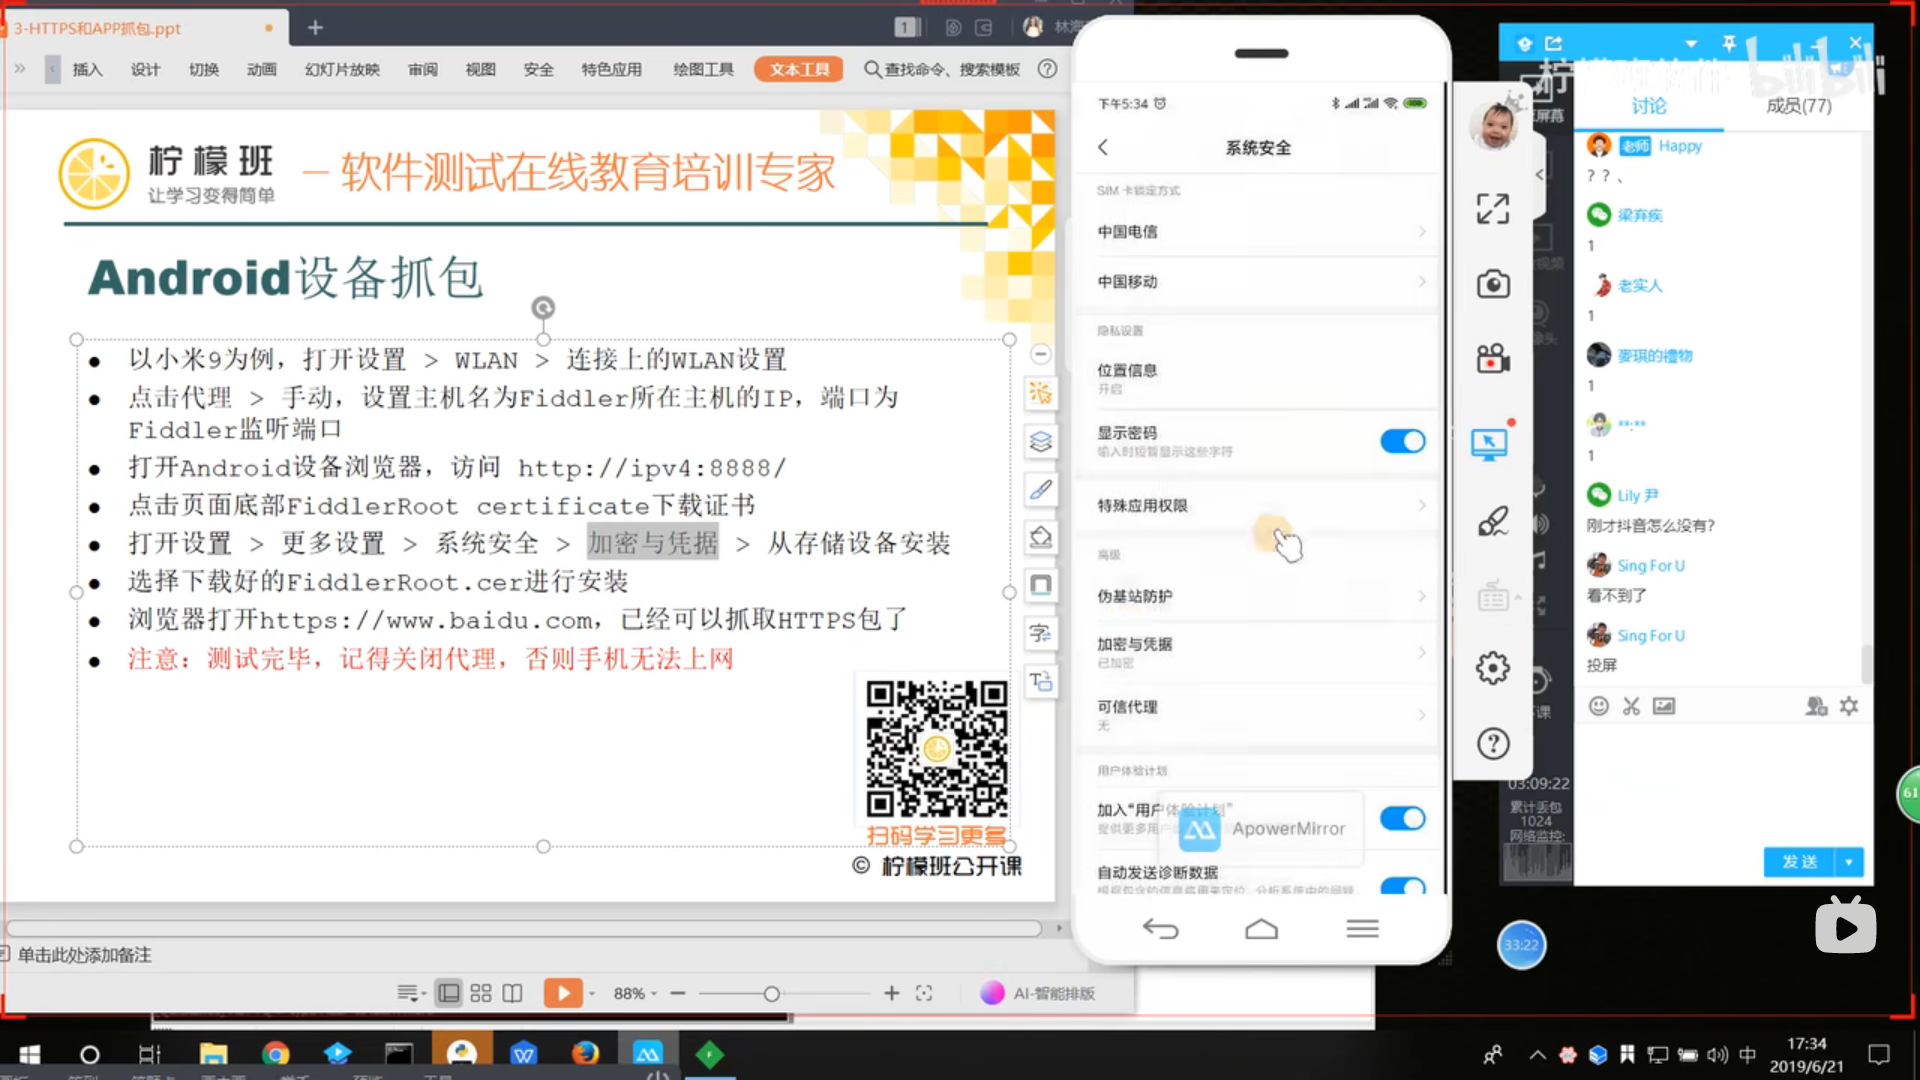 3-HTTPS和APP抓包.ppt
1
插入 设计 切换 动画 幻灯片放映 审阅 视图 安全 特色应用 绘图工具 文本工具 查找命令、搜索模板
柠檬班
让学习变得简单
— 软件测试在线教育培训专家
Android设备抓包
• 以小米9为例，打开设置 > WLAN > 连接上的WLAN设置
• 点击代理 > 手动，设置主机名为Fiddler所在主机的IP，端口为
Fiddler监听端口
• 打开Android设备浏览器，访问 http://ipv4:8888/
• 点击页面底部FiddlerRoot certificate下载证书
• 打开设置 > 更多设置 > 系统安全 > 加密与凭据 > 从存储设备安装
• 选择下载好的FiddlerRoot.cer进行安装
• 浏览器打开https://www.baidu.com，已经可以抓取HTTPS包了
• 注意：测试完毕，记得关闭代理，否则手机无法上网
扫码学习更多
© 柠檬班公开课
单击此处添加备注
88%
AI-智能排版
下午5:34
系统安全
SIM 卡锁定方式
中国电信
中国移动
隐私设置
位置信息
开启
显示密码
输入时短暂显示这些字符
特殊应用权限
高级
伪基站防护
加密与凭据
已加密
可信代理
无
用户体验计划
加入“用户体验计划”
ApowerMirror
自动发送诊断数据
bilibili
讨论
成员(77)
老师 Happy
？？、
梁弃疾
1
老实人
1
麥琪的禮物
1
**:**
1
Lily 尹
刚才抖音怎么没有?
Sing For U
看不到了
Sing For U
投屏
03:09:22
累计丢包
1024
网络监控:
发送
33:22
61
中
17:34
2019/6/21